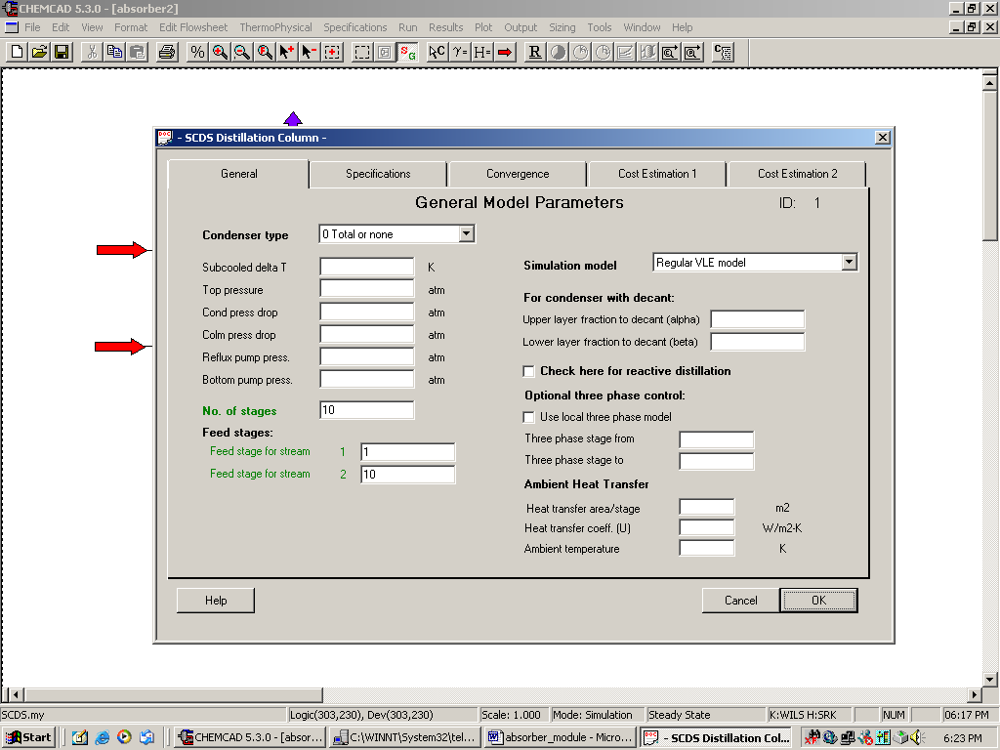 CHEMCAD 5.3.0 - [absorber2]
File Edit View Format Edit Flowsheet ThermoPhysical Specifications Run Results Plot Output Sizing Tools Window Help
% S G C γ= H= R C
DOC - SCDS Distillation Column -
General Specifications Convergence Cost Estimation 1 Cost Estimation 2
General Model Parameters ID: 1
Condenser type 0 Total or none
Subcooled delta T K
Top pressure atm
Cond press drop atm
Colm press drop atm
Reflux pump press. atm
Bottom pump press. atm
No. of stages 10
Feed stages:
Feed stage for stream 1 1
Feed stage for stream 2 10
Simulation model Regular VLE model
For condenser with decant:
Upper layer fraction to decant (alpha)
Lower layer fraction to decant (beta)
Check here for reactive distillation
Optional three phase control:
Use local three phase model
Three phase stage from
Three phase stage to
Ambient Heat Transfer
Heat transfer area/stage m2
Heat transfer coeff. (U) W/m2-K
Ambient temperature K
Help Cancel OK
SCDS.my Logic(303,230), Dev(303,230) Scale: 1.000 Mode: Simulation Steady State K:WILS H:SRK NUM 06:17 PM
Start CHEMCAD 5.3.0 - [absor... C:\WINNT\System32\tel... absorber_module - Micro... - SCDS Distillation Col... 6:23 PM